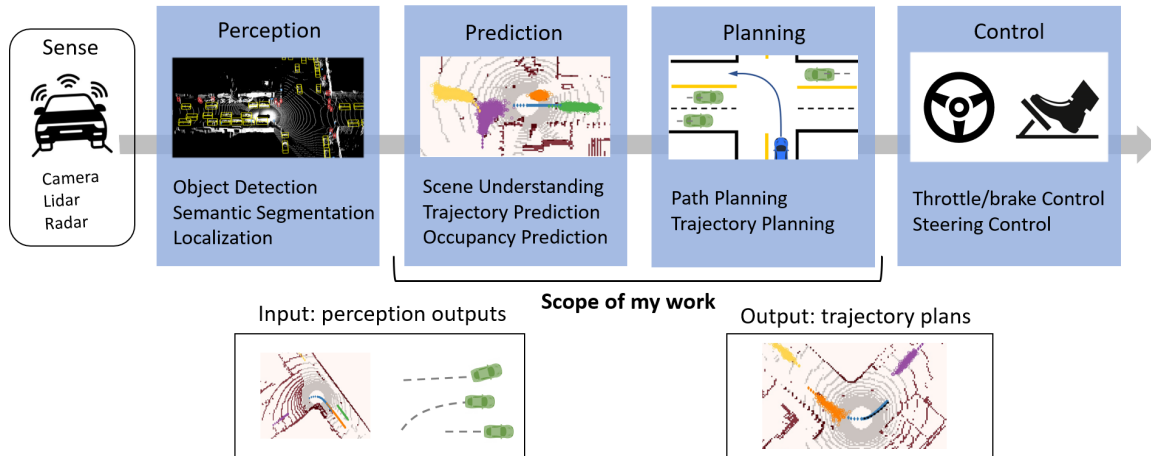 Sense
Camera
Lidar
Radar
Perception
Object Detection
Semantic Segmentation
Localization
Prediction
Scene Understanding
Trajectory Prediction
Occupancy Prediction
Planning
Path Planning
Trajectory Planning
Control
Throttle/brake Control
Steering Control
Scope of my work
Input: perception outputs
Output: trajectory plans